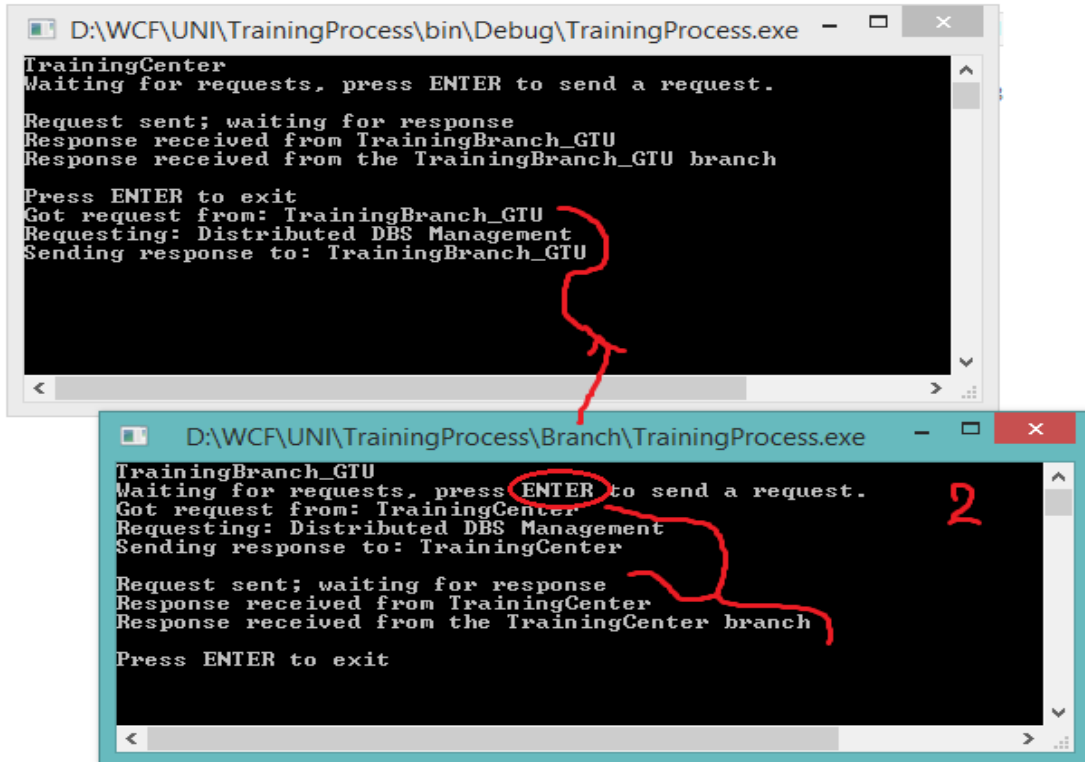 D:\WCF\UNI\TrainingProcess\bin\Debug\TrainingProcess.exe
TrainingCenter
Waiting for requests, press ENTER to send a request.
Request sent; waiting for response
Response received from TrainingBranch_GTU
Response received from the TrainingBranch_GTU branch
Press ENTER to exit
Got request from: TrainingBranch_GTU
Requesting: Distributed DBS Management
Sending response to: TrainingBranch_GTU
D:\WCF\UNI\TrainingProcess\Branch\TrainingProcess.exe
TrainingBranch_GTU
Waiting for requests, press ENTER to send a request.
2
Got request from: TrainingCenter
Requesting: Distributed DBS Management
Sending response to: TrainingCenter
Request sent; waiting for response
Response received from TrainingCenter
Response received from the TrainingCenter branch
Press ENTER to exit